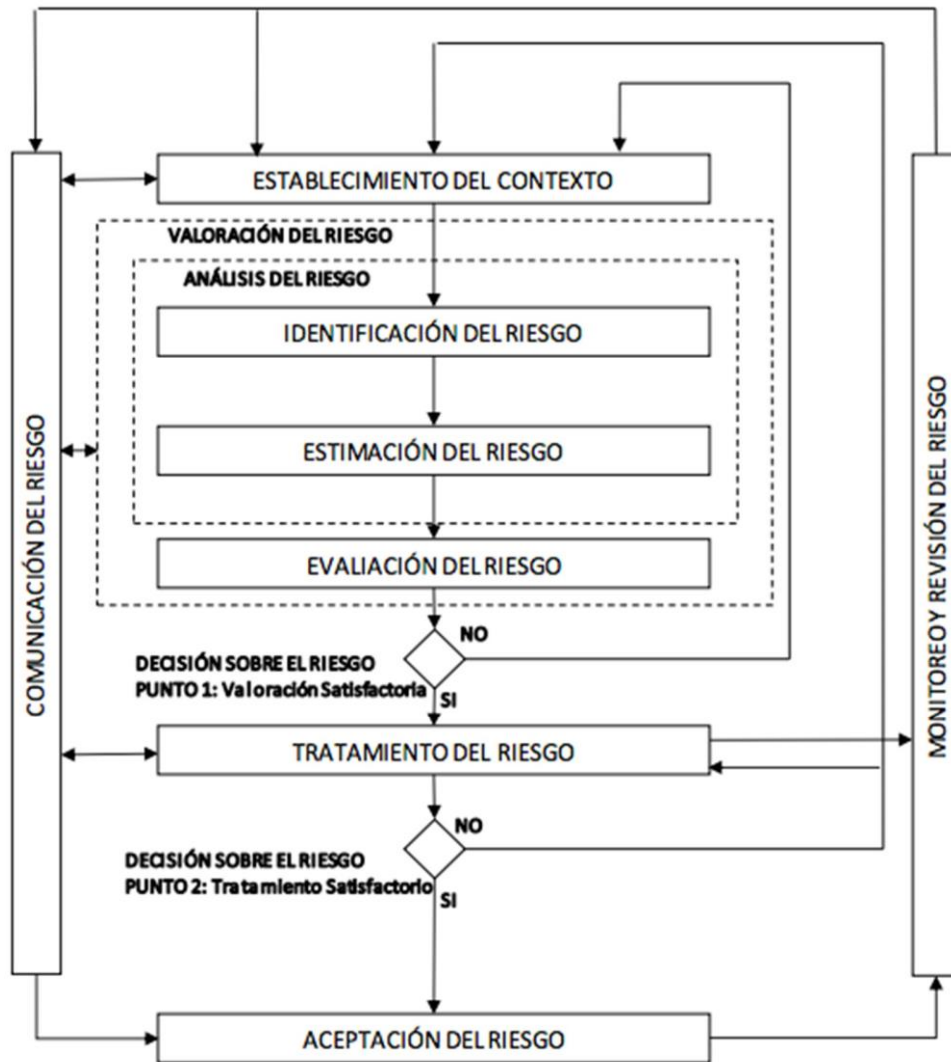 ESTABLECIMIENTO DEL CONTEXTO
VALORACIÓN DEL RIESGO
ANÁLISIS DEL RIESGO
IDENTIFICACIÓN DEL RIESGO
ESTIMACIÓN DEL RIESGO
EVALIACIÓN DEL RIESGO
NO
DECISIÓN SOBRE EL RIESGO
PUNTO 1: Valoración Satisfactoria
SI
TRATAMIENTO DEL RIESGO
NO
DECISIÓN SOBRE EL RIESGO
PUNTO 2: Tratamiento Satisfactorio
SI
ACEPTACIÓN DEL RIESGO
COMUNICACIÓN DEL RIESGO
MONITOREO Y REVISIÓN DEL RIESGO